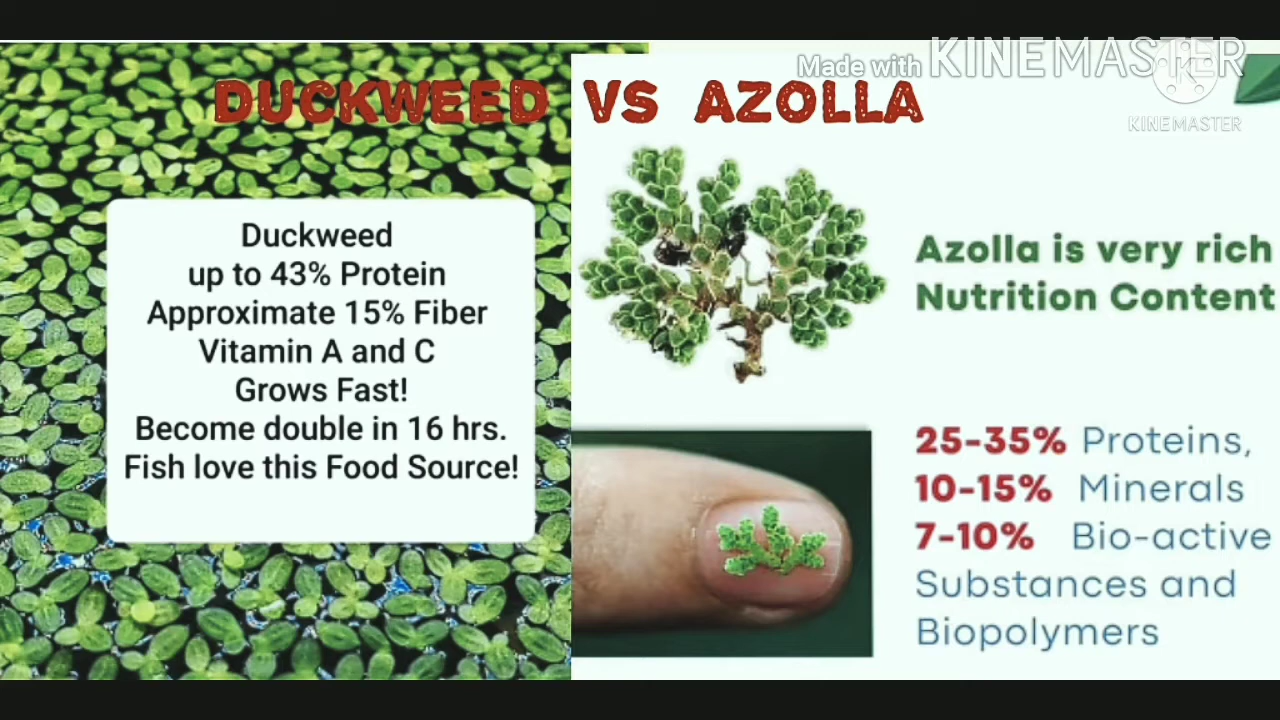 Made with KINEMASTER
KINEMASTER
DUCKWEED VS AZOLLA
Duckweed
up to 43% Protein
Approximate 15% Fiber
Vitamin A and C
Grows Fast!
Become double in 16 hrs.
Fish love this Food Source!
Azolla is very rich
Nutrition Content
25-35% Proteins,
10-15% Minerals
7-10% Bio-active
Substances and
Biopolymers